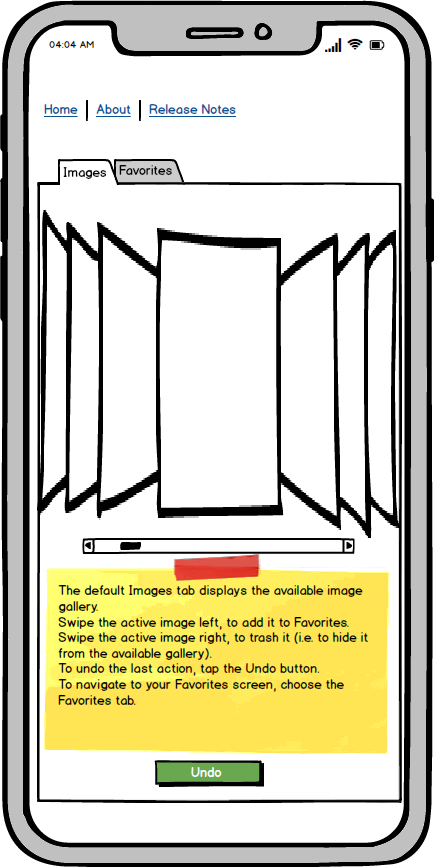 04:04 AM
Home About Release Notes
Images Favorites
The default Images tab displays the available image
gallery.
Swipe the active image left, to add it to Favorites.
Swipe the active image right, to trash it (i.e. to hide it
from the available gallery).
To undo the last action, tap the Undo button.
To navigate to your Favorites screen, choose the
Favorites tab.
Undo